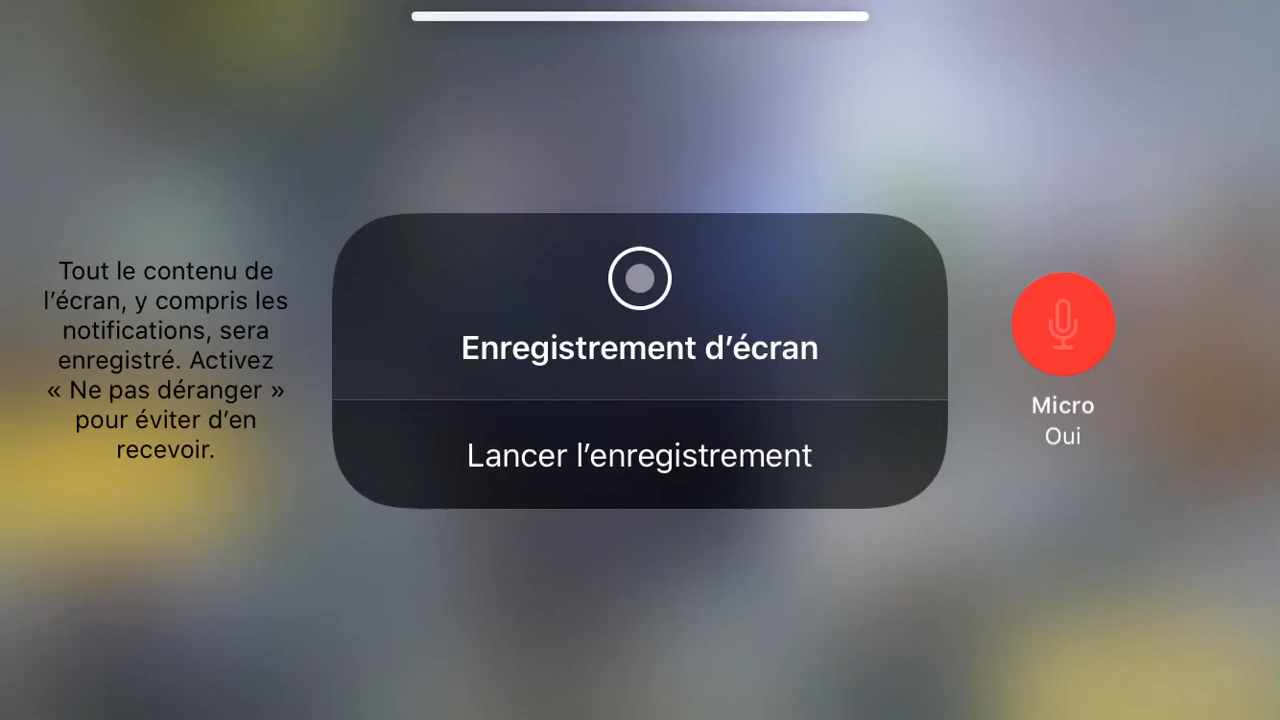 Tout le contenu de
l’écran, y compris les
notifications, sera
enregistré. Activez
« Ne pas déranger »
pour éviter d’en
recevoir.
Enregistrement d’écran
Lancer l’enregistrement
Micro
Oui